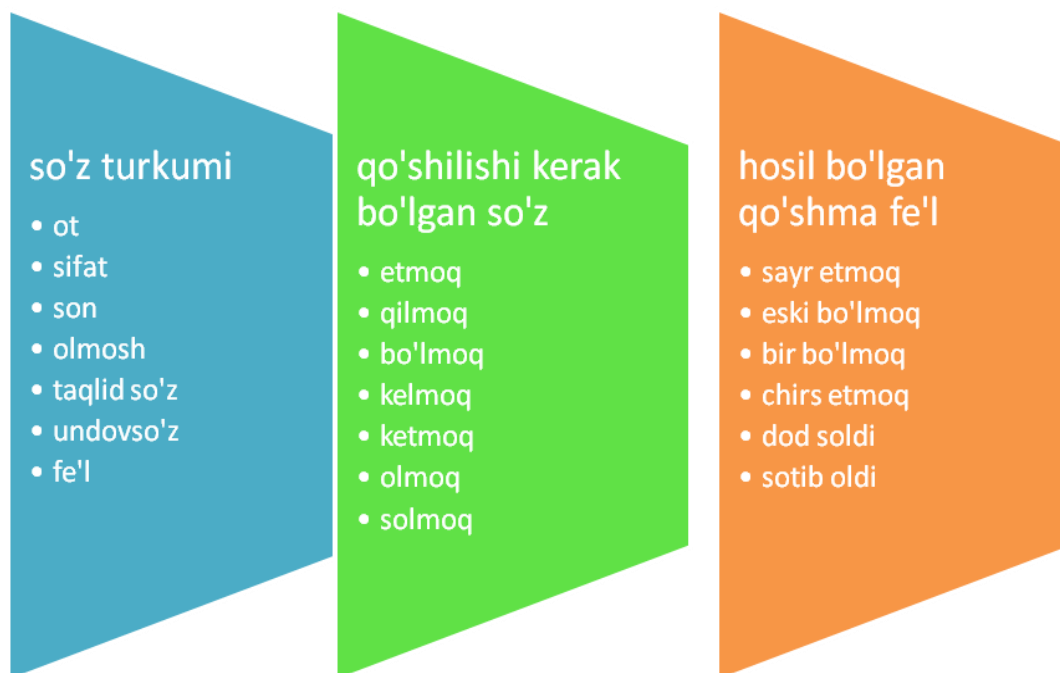 so'z turkumi
• ot
• sifat
• son
• olmosh
• taqlid so'z
• undovso'z
• fe'l
qo'shilishi kerak
bo'lgan so'z
• etmoq
• qilmoq
• bo'lmoq
• kelmoq
• ketmoq
• olmoq
• solmoq
hosil bo'lgan
qo'shma fe'l
• sayr etmoq
• eski bo'lmoq
• bir bo'lmoq
• chirs etmoq
• dod soldi
• sotib oldi